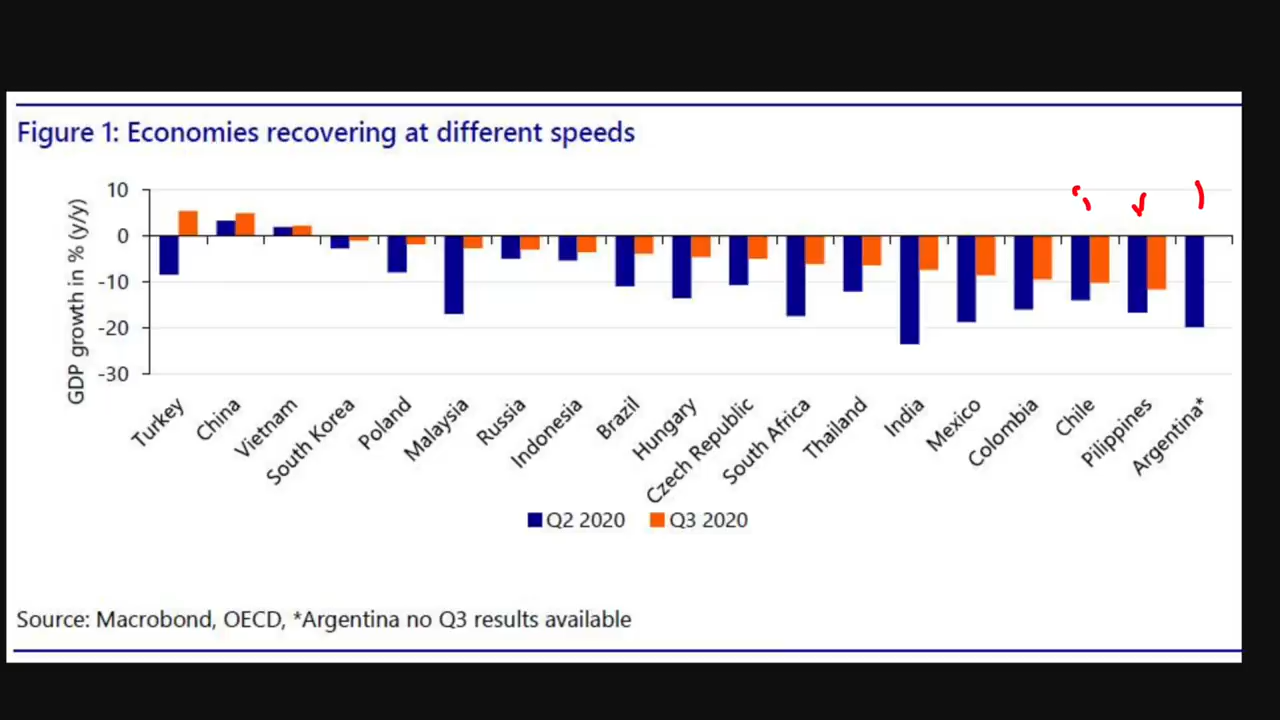 Figure 1: Economies recovering at different speeds
GDP growth in % (y/y)
10
0
-10
-20
-30
Turkey
China
Vietnam
South Korea
Poland
Malaysia
Russia
Indonesia
Brazil
Hungary
Czech Republic
South Africa
Thailand
India
Mexico
Colombia
Chile
Pilippines
Argentina*
Q2 2020 Q3 2020
Source: Macrobond, OECD, *Argentina no Q3 results available